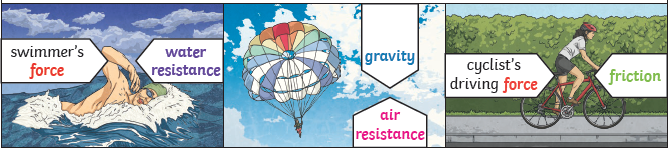 swimmer's
force
water
resistance
gravity
air
resistance
cyclist's
driving force
friction